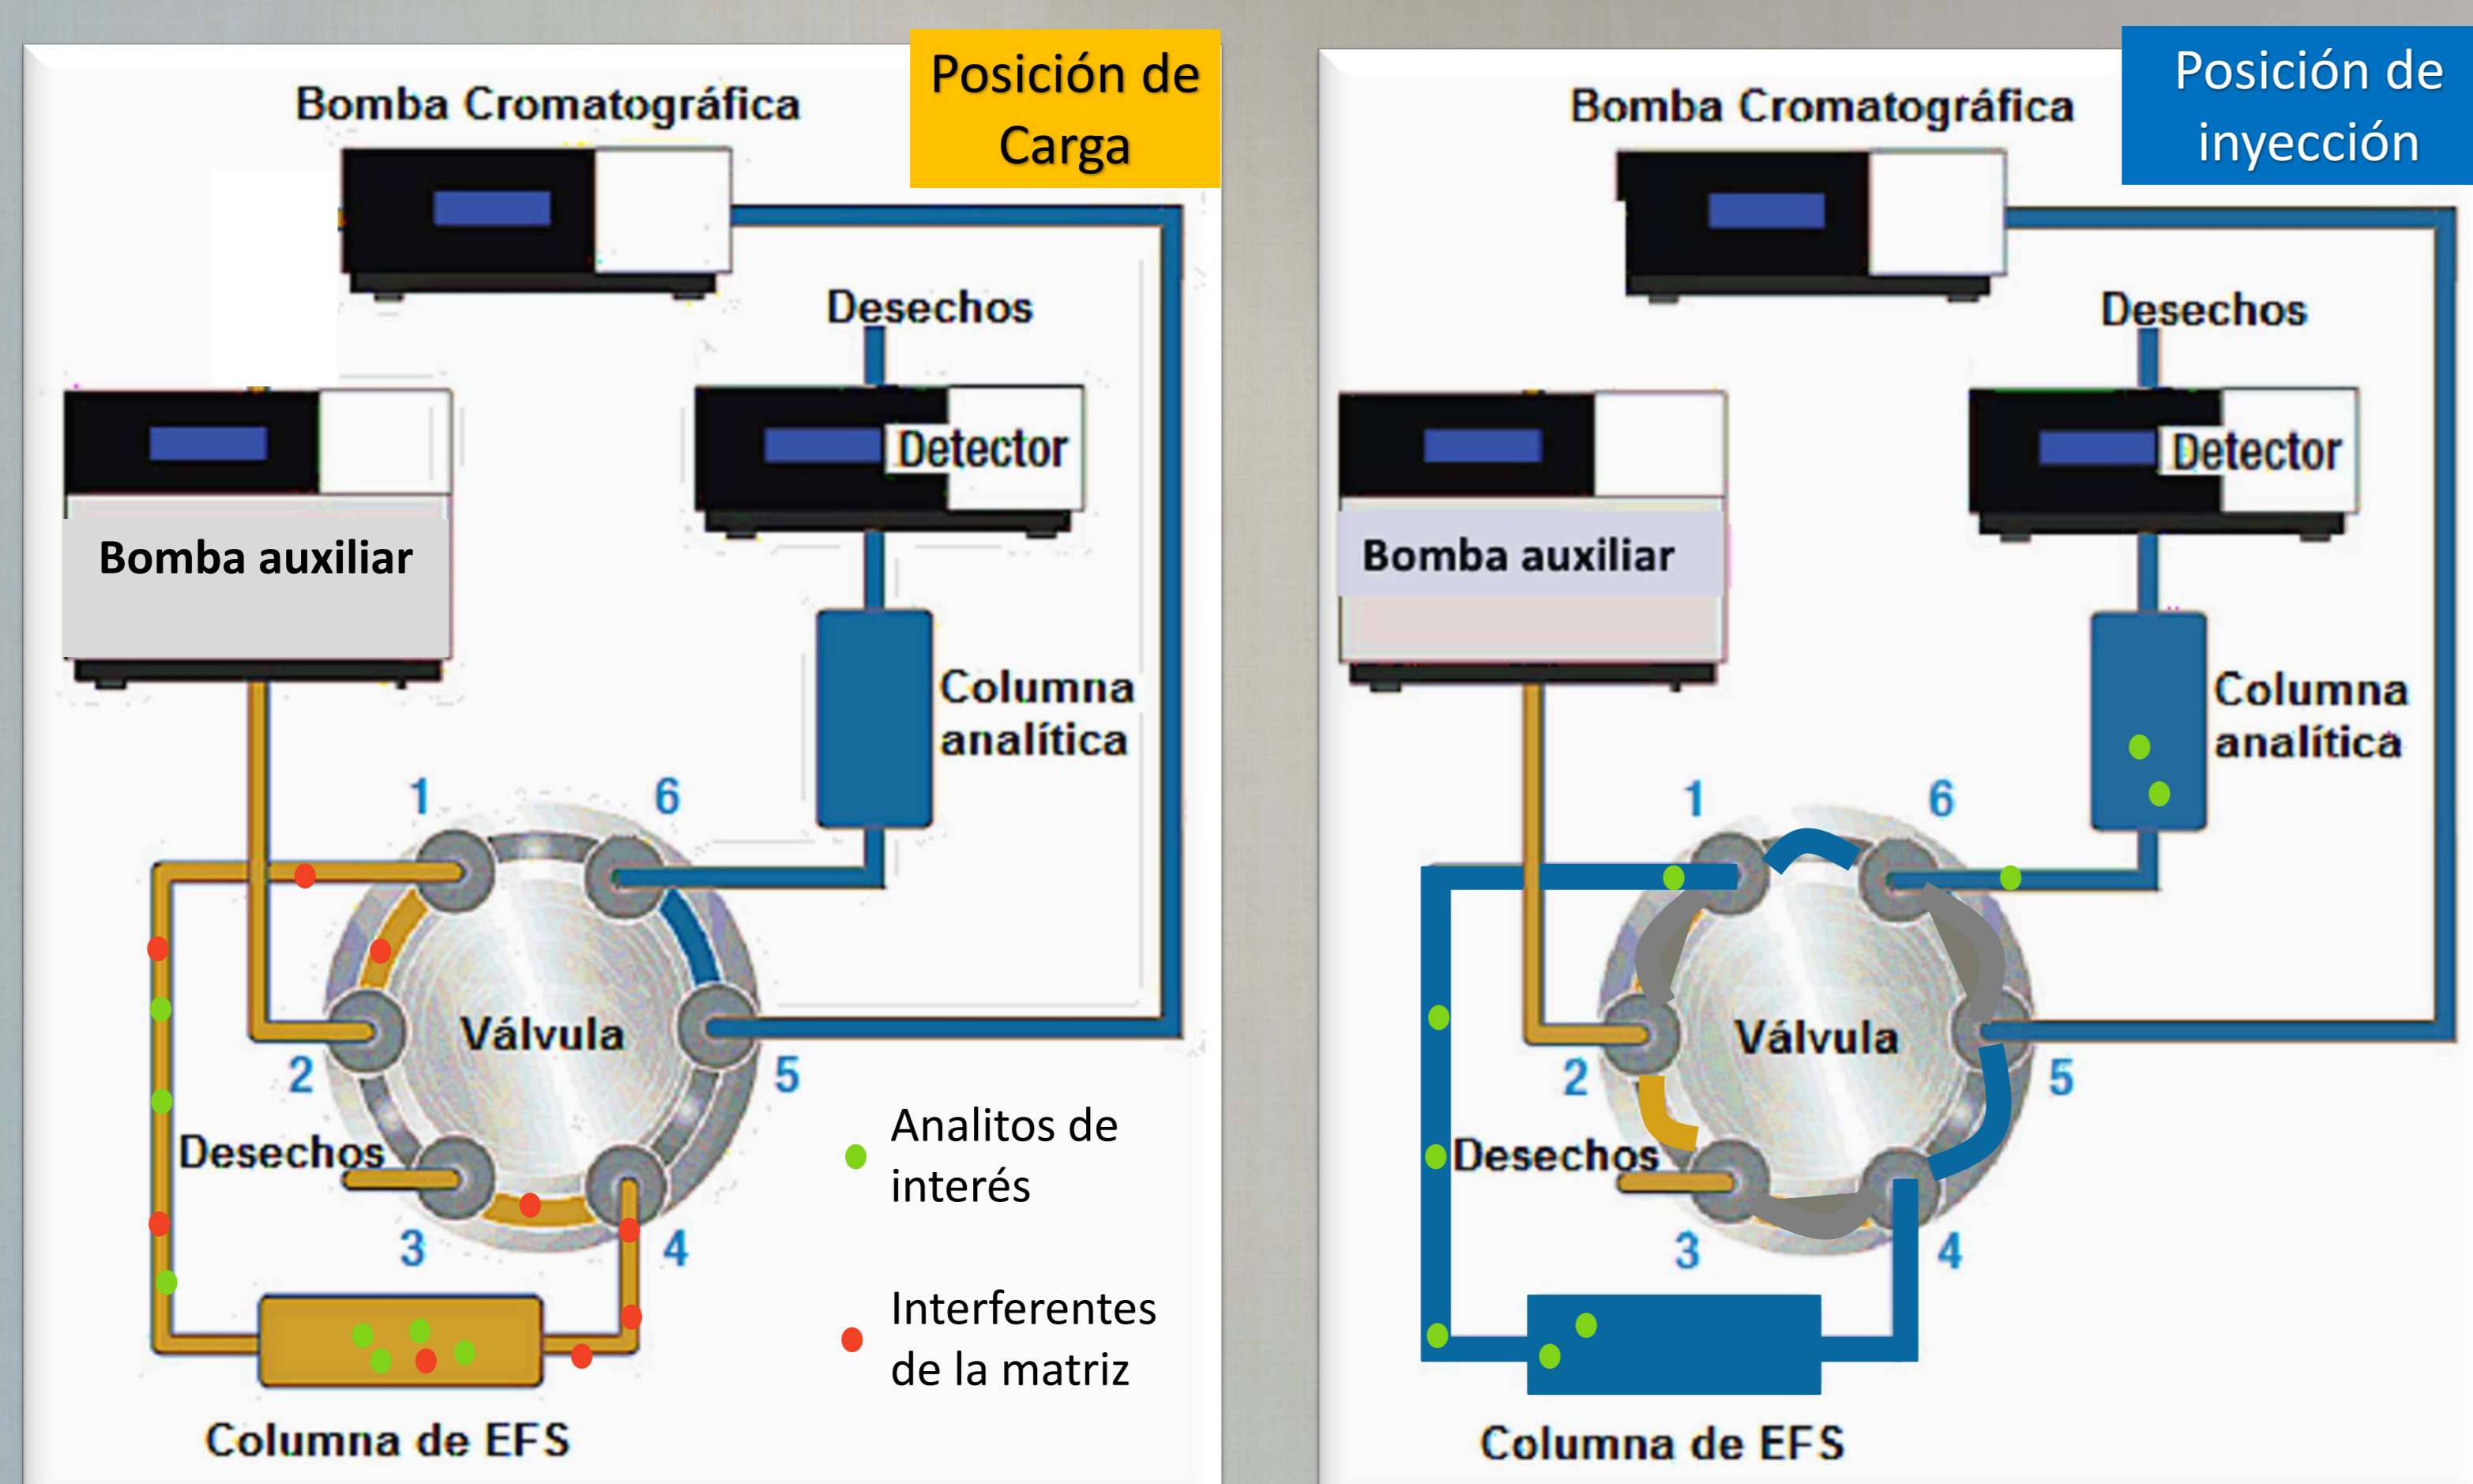 Posición de
Carga
Bomba Cromatográfica
Desechos
Detector
Bomba auxiliar
Columna
analítica
1
6
Válvula
2
5
Desechos
3
4
Analitos de
interés
Interferentes
de la matriz
Columna de EFS
Posición de
inyección
Bomba Cromatográfica
Desechos
Detector
Bomba auxiliar
Columna
analítica
1
6
Válvula
2
5
Desechos
3
4
Columna de EFS